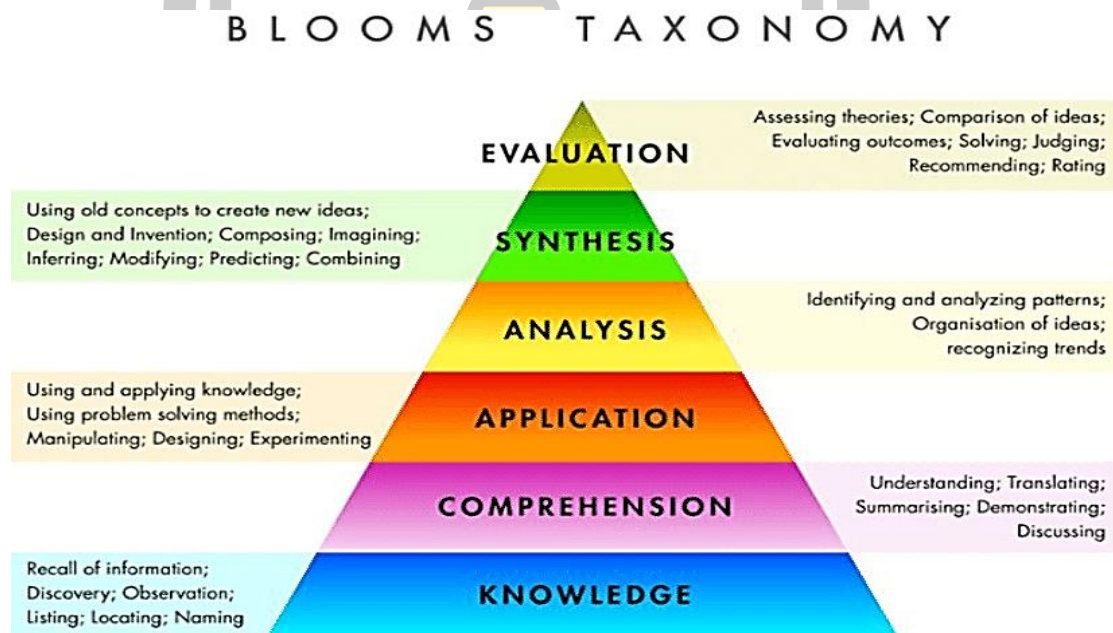 BLOOMS TAXONOMY
EVALUATION
Assessing theories; Comparison of ideas;
Evaluating outcomes; Solving; Judging;
Recommending; Rating
Using old concepts to create new ideas;
Design and Invention; Composing; Imagining;
Inferring; Modifying; Predicting; Combining
SYNTHESIS
ANALYSIS
Identifying and analyzing patterns;
Organisation of ideas;
recognizing trends
Using and applying knowledge;
Using problem solving methods;
Manipulating; Designing; Experimenting
APPLICATION
COMPREHENSION
Understanding; Translating;
Summarising; Demonstrating;
Discussing
Recall of information;
Discovery; Observation;
Listing; Locating; Naming
KNOWLEDGE